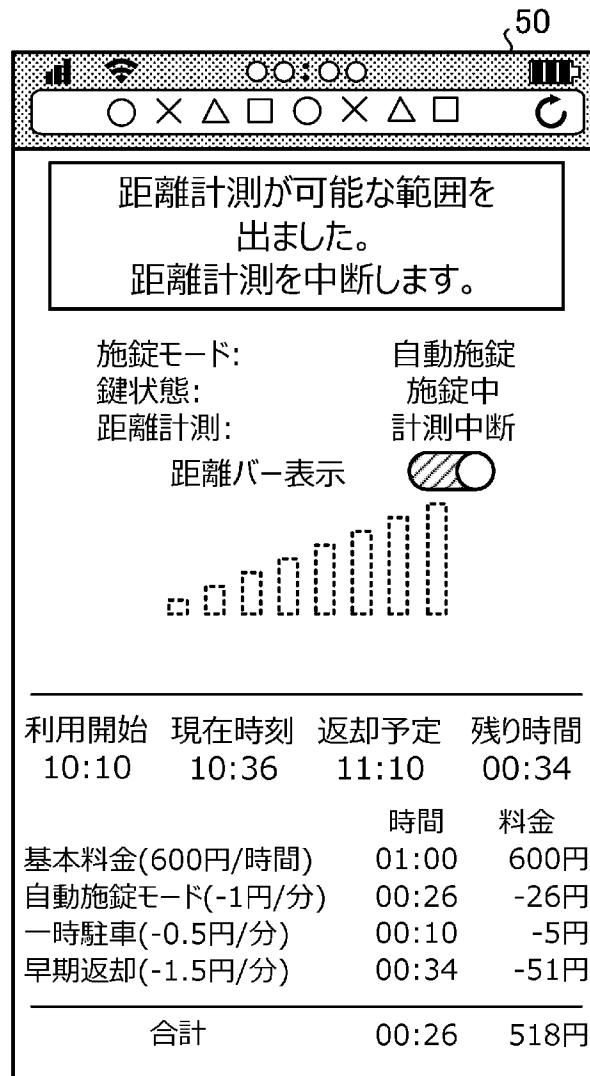 50
○○:○○
○×△□○×△□
距離計測が可能な範囲を
出ました。
距離計測を中断します。
施錠モード: 自動施錠
鍵状態: 施錠中
距離計測: 計測中断
距離バー表示
利用開始 現在時刻 返却予定 残り時間
10:10 10:36 11:10 00:34
時間 料金
基本料金(600円/時間) 01:00 600円
自動施錠モード(-1円/分) 00:26 -26円
一時駐車(-0.5円/分) 00:10 -5円
早期返却(-1.5円/分) 00:34 -51円
合計 00:26 518円